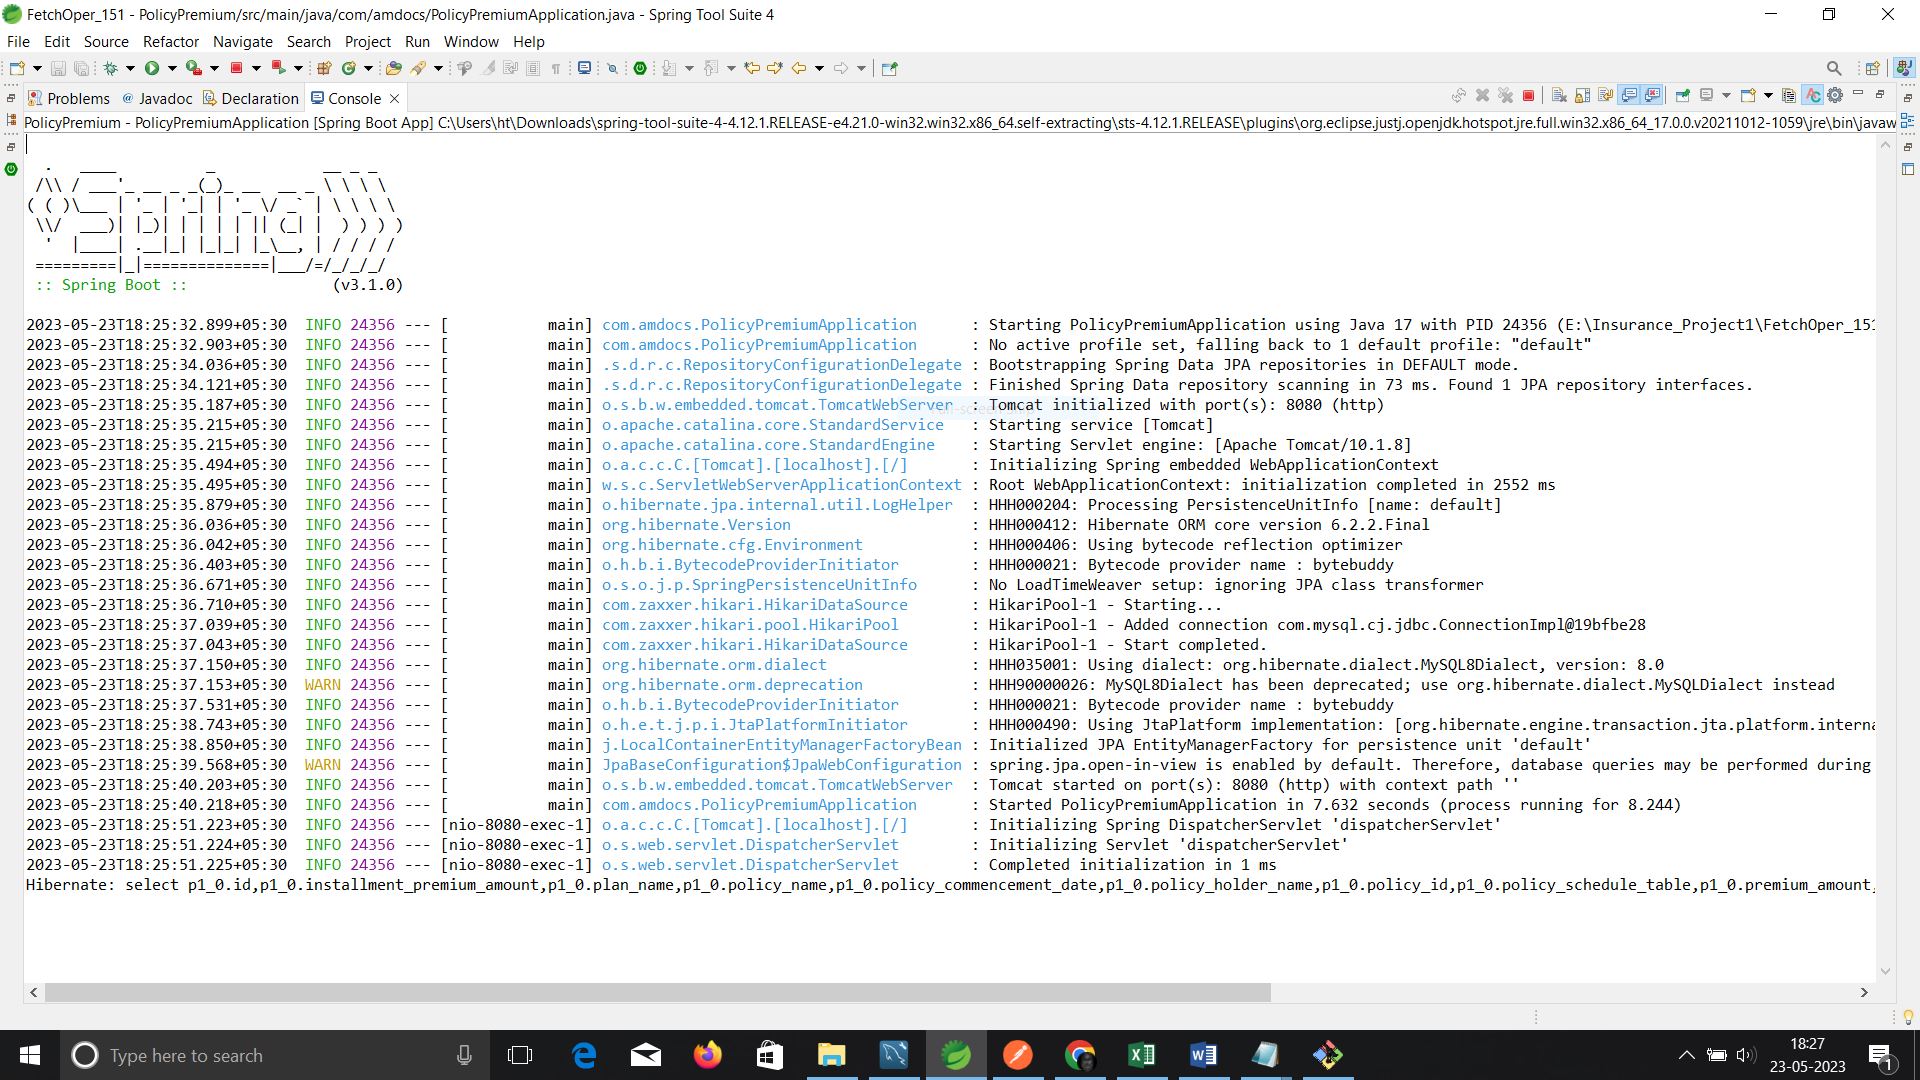 FetchOper_151 - PolicyPremium/src/main/java/com/amdocs/PolicyPremiumApplication.java - Spring Tool Suite 4
File Edit Source Refactor Navigate Search Project Run Window Help
Problems @ Javadoc Declaration Console
PolicyPremium - PolicyPremiumApplication [Spring Boot App] C:\Users\ht\Downloads\spring-tool-suite-4-4.12.1.RELEASE-e4.21.0-win32.win32.x86_64.self-extracting\sts-4.12.1.RELEASE\plugins\org.eclipse.justj.openjdk.hotspot.jre.full.win32.x86_64_17.0.0.v20211012-1059\jre\bin\javaw
Spring
:: Spring Boot :: (v3.1.0)
2023-05-23T18:25:32.899+05:30 INFO 24356 --- [ main] com.amdocs.PolicyPremiumApplication : Starting PolicyPremiumApplication using Java 17 with PID 24356 (E:\Insurance_Project1\FetchOper_151
2023-05-23T18:25:32.903+05:30 INFO 24356 --- [ main] com.amdocs.PolicyPremiumApplication : No active profile set, falling back to 1 default profile: "default"
2023-05-23T18:25:34.036+05:30 INFO 24356 --- [ main] .s.d.r.c.RepositoryConfigurationDelegate : Bootstrapping Spring Data JPA repositories in DEFAULT mode.
2023-05-23T18:25:34.121+05:30 INFO 24356 --- [ main] .s.d.r.c.RepositoryConfigurationDelegate : Finished Spring Data repository scanning in 73 ms. Found 1 JPA repository interfaces.
2023-05-23T18:25:35.187+05:30 INFO 24356 --- [ main] o.s.b.w.embedded.tomcat.TomcatWebServer : Tomcat initialized with port(s): 8080 (http)
2023-05-23T18:25:35.215+05:30 INFO 24356 --- [ main] o.apache.catalina.core.StandardService : Starting service [Tomcat]
2023-05-23T18:25:35.215+05:30 INFO 24356 --- [ main] o.apache.catalina.core.StandardEngine : Starting Servlet engine: [Apache Tomcat/10.1.8]
2023-05-23T18:25:35.494+05:30 INFO 24356 --- [ main] o.a.c.c.C.[Tomcat].[localhost].[/] : Initializing Spring embedded WebApplicationContext
2023-05-23T18:25:35.495+05:30 INFO 24356 --- [ main] w.s.c.ServletWebServerApplicationContext : Root WebApplicationContext: initialization completed in 2552 ms
2023-05-23T18:25:35.879+05:30 INFO 24356 --- [ main] o.hibernate.jpa.internal.util.LogHelper : HHH000204: Processing PersistenceUnitInfo [name: default]
2023-05-23T18:25:36.036+05:30 INFO 24356 --- [ main] org.hibernate.Version : HHH000412: Hibernate ORM core version 6.2.2.Final
2023-05-23T18:25:36.042+05:30 INFO 24356 --- [ main] org.hibernate.cfg.Environment : HHH000406: Using bytecode reflection optimizer
2023-05-23T18:25:36.403+05:30 INFO 24356 --- [ main] o.h.b.i.BytecodeProviderInitiator : HHH000021: Bytecode provider name : bytebuddy
2023-05-23T18:25:36.671+05:30 INFO 24356 --- [ main] o.s.o.j.p.SpringPersistenceUnitInfo : No LoadTimeWeaver setup: ignoring JPA class transformer
2023-05-23T18:25:36.710+05:30 INFO 24356 --- [ main] com.zaxxer.hikari.HikariDataSource : HikariPool-1 - Starting...
2023-05-23T18:25:37.039+05:30 INFO 24356 --- [ main] com.zaxxer.hikari.pool.HikariPool : HikariPool-1 - Added connection com.mysql.cj.jdbc.ConnectionImpl@19bfbe28
2023-05-23T18:25:37.043+05:30 INFO 24356 --- [ main] com.zaxxer.hikari.HikariDataSource : HikariPool-1 - Start completed.
2023-05-23T18:25:37.150+05:30 INFO 24356 --- [ main] org.hibernate.orm.dialect : HHH035001: Using dialect: org.hibernate.dialect.MySQL8Dialect, version: 8.0
2023-05-23T18:25:37.153+05:30 WARN 24356 --- [ main] org.hibernate.orm.deprecation : HHH90000026: MySQL8Dialect has been deprecated; use org.hibernate.dialect.MySQLDialect instead
2023-05-23T18:25:37.531+05:30 INFO 24356 --- [ main] o.h.b.i.BytecodeProviderInitiator : HHH000021: Bytecode provider name : bytebuddy
2023-05-23T18:25:38.743+05:30 INFO 24356 --- [ main] o.h.e.t.j.p.i.JtaPlatformInitiator : HHH000490: Using JtaPlatform implementation: [org.hibernate.engine.transaction.jta.platform.interna
2023-05-23T18:25:38.850+05:30 INFO 24356 --- [ main] j.LocalContainerEntityManagerFactoryBean : Initialized JPA EntityManagerFactory for persistence unit 'default'
2023-05-23T18:25:39.568+05:30 WARN 24356 --- [ main] JpaBaseConfiguration$JpaWebConfiguration : spring.jpa.open-in-view is enabled by default. Therefore, database queries may be performed during
2023-05-23T18:25:40.203+05:30 INFO 24356 --- [ main] o.s.b.w.embedded.tomcat.TomcatWebServer : Tomcat started on port(s): 8080 (http) with context path ''
2023-05-23T18:25:40.218+05:30 INFO 24356 --- [ main] com.amdocs.PolicyPremiumApplication : Started PolicyPremiumApplication in 7.632 seconds (process running for 8.244)
2023-05-23T18:25:51.223+05:30 INFO 24356 --- [nio-8080-exec-1] o.a.c.c.C.[Tomcat].[localhost].[/] : Initializing Spring DispatcherServlet 'dispatcherServlet'
2023-05-23T18:25:51.224+05:30 INFO 24356 --- [nio-8080-exec-1] o.s.web.servlet.DispatcherServlet : Initializing Servlet 'dispatcherServlet'
2023-05-23T18:25:51.225+05:30 INFO 24356 --- [nio-8080-exec-1] o.s.web.servlet.DispatcherServlet : Completed initialization in 1 ms
Hibernate: select p1_0.id,p1_0.installment_premium_amount,p1_0.plan_name,p1_0.policy_name,p1_0.policy_commencement_date,p1_0.policy_holder_name,p1_0.policy_id,p1_0.policy_schedule_table,p1_0.premium_amount,
Type here to search
18:27
23-05-2023
1